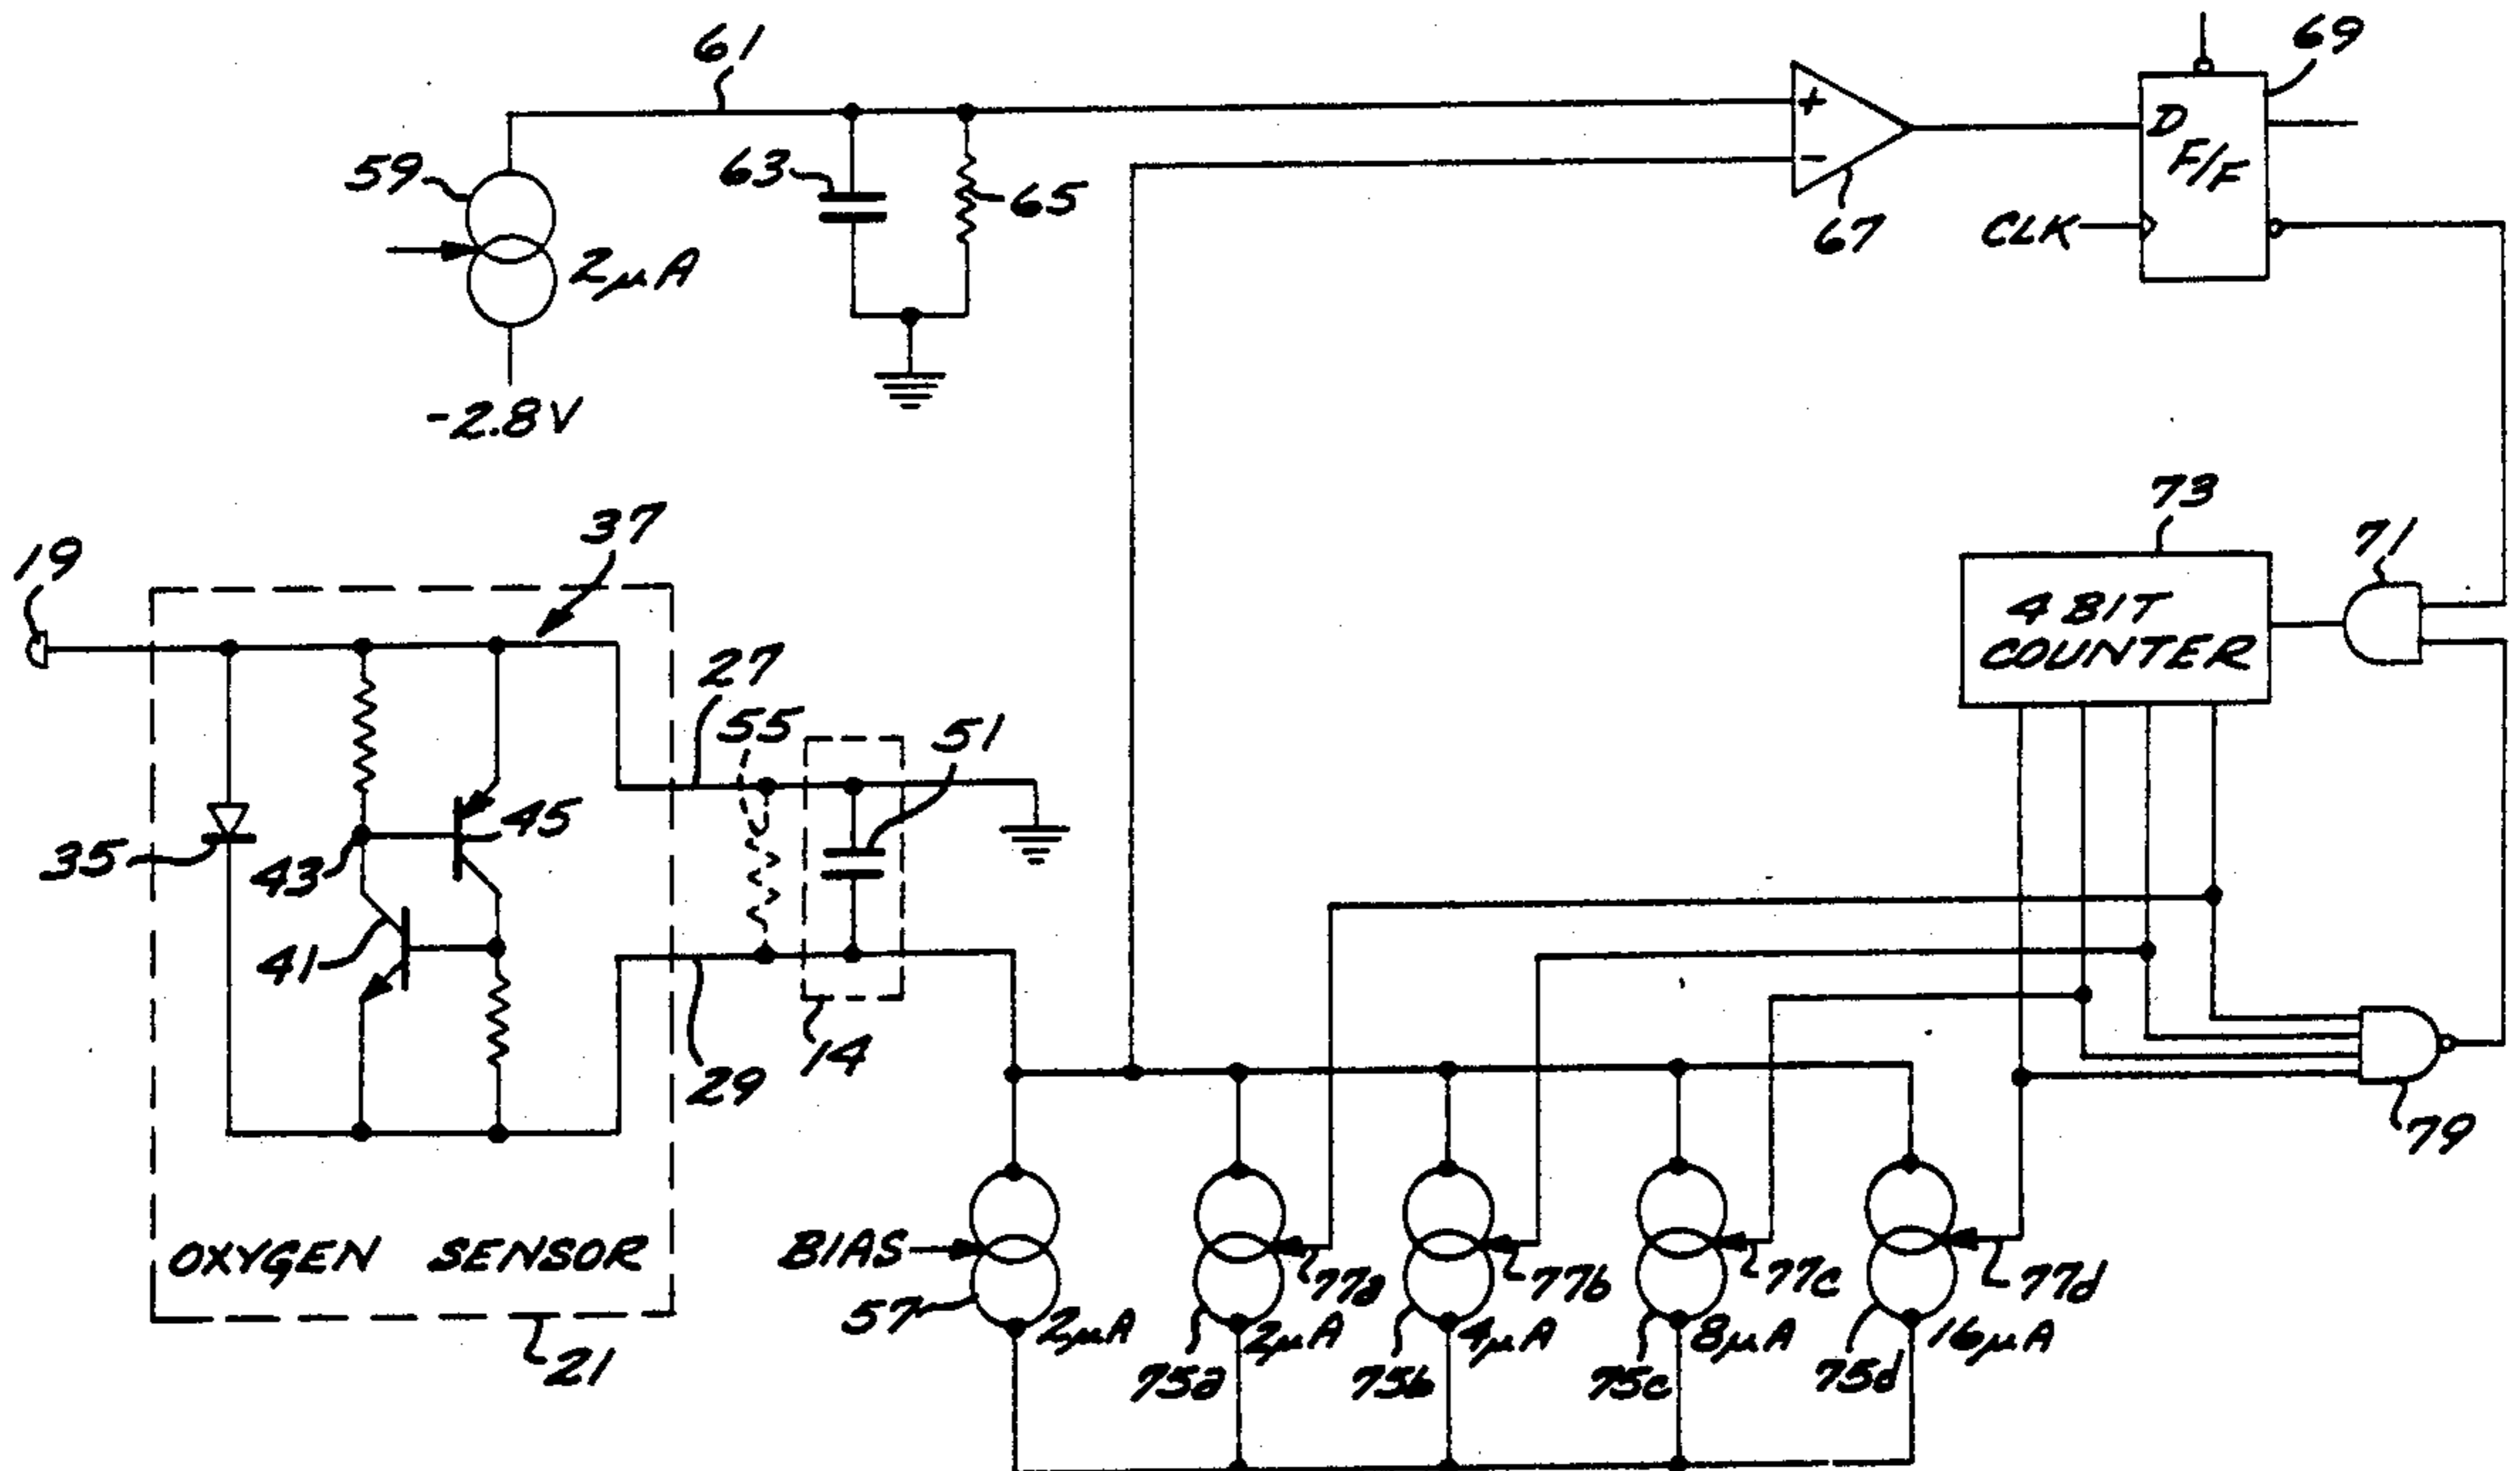 61
69
+
D
F/F
59
63
65
−
2µA
67
CLK
-2.8V
73
37
71
19
4 BIT
COUNTER
27
55
51
45
35
43
41
14
29
79
OXYGEN SENSOR
BIAS
77a
77b
77c
77d
57
2µA
2µA
4µA
8µA
16µA
21
75a
75b
75c
75d